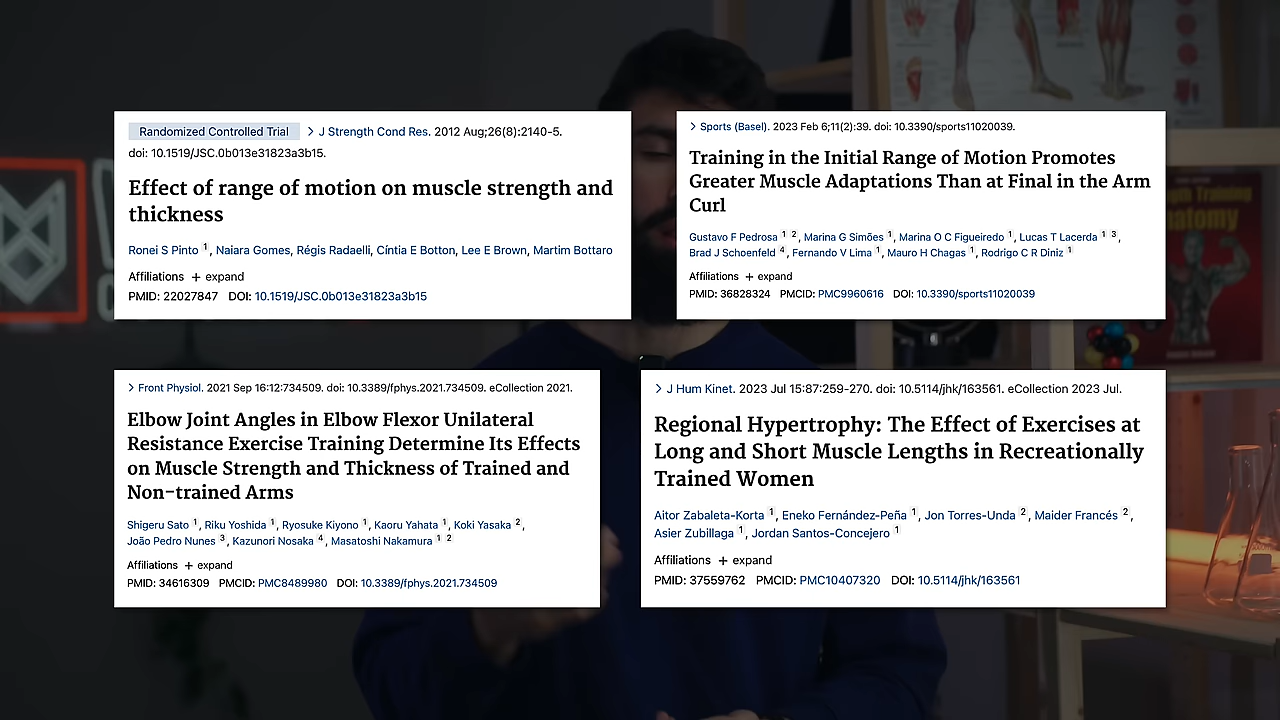 Randomized Controlled Trial > J Strength Cond Res. 2012 Aug;26(8):2140-5.
doi: 10.1519/JSC.0b013e31823a3b15.
Effect of range of motion on muscle strength and
thickness
Ronei S Pinto 1, Naiara Gomes, Régis Radaelli, Cíntia E Botton, Lee E Brown, Martim Bottaro
Affiliations + expand
PMID: 22027847 DOI: 10.1519/JSC.0b013e31823a3b15
> Sports (Basel). 2023 Feb 6;11(2):39. doi: 10.3390/sports11020039.
Training in the Initial Range of Motion Promotes
Greater Muscle Adaptations Than at Final in the Arm
Curl
Gustavo F Pedrosa 1 2, Marina G Simões 1, Marina O C Figueiredo 1, Lucas T Lacerda 1 3,
Brad J Schoenfeld 4, Fernando V Lima 1, Mauro H Chagas 1, Rodrigo C R Diniz 1
Affiliations + expand
PMID: 36828324 PMCID: PMC9960616 DOI: 10.3390/sports11020039
> Front Physiol. 2021 Sep 16:12:734509. doi: 10.3389/fphys.2021.734509. eCollection 2021.
Elbow Joint Angles in Elbow Flexor Unilateral
Resistance Exercise Training Determine Its Effects
on Muscle Strength and Thickness of Trained and
Non-trained Arms
Shigeru Sato 1, Riku Yoshida 1, Ryosuke Kiyono 1, Kaoru Yahata 1, Koki Yasaka 2,
João Pedro Nunes 3, Kazunori Nosaka 4, Masatoshi Nakamura 1 2
Affiliations + expand
PMID: 34616309 PMCID: PMC8489980 DOI: 10.3389/fphys.2021.734509
> J Hum Kinet. 2023 Jul 15:87:259-270. doi: 10.5114/jhk/163561. eCollection 2023 Jul.
Regional Hypertrophy: The Effect of Exercises at
Long and Short Muscle Lengths in Recreationally
Trained Women
Aitor Zabaleta-Korta 1, Eneko Fernández-Peña 1, Jon Torres-Unda 2, Maider Francés 2,
Asier Zubillaga 1, Jordan Santos-Concejero 1
Affiliations + expand
PMID: 37559762 PMCID: PMC10407320 DOI: 10.5114/jhk/163561
Training